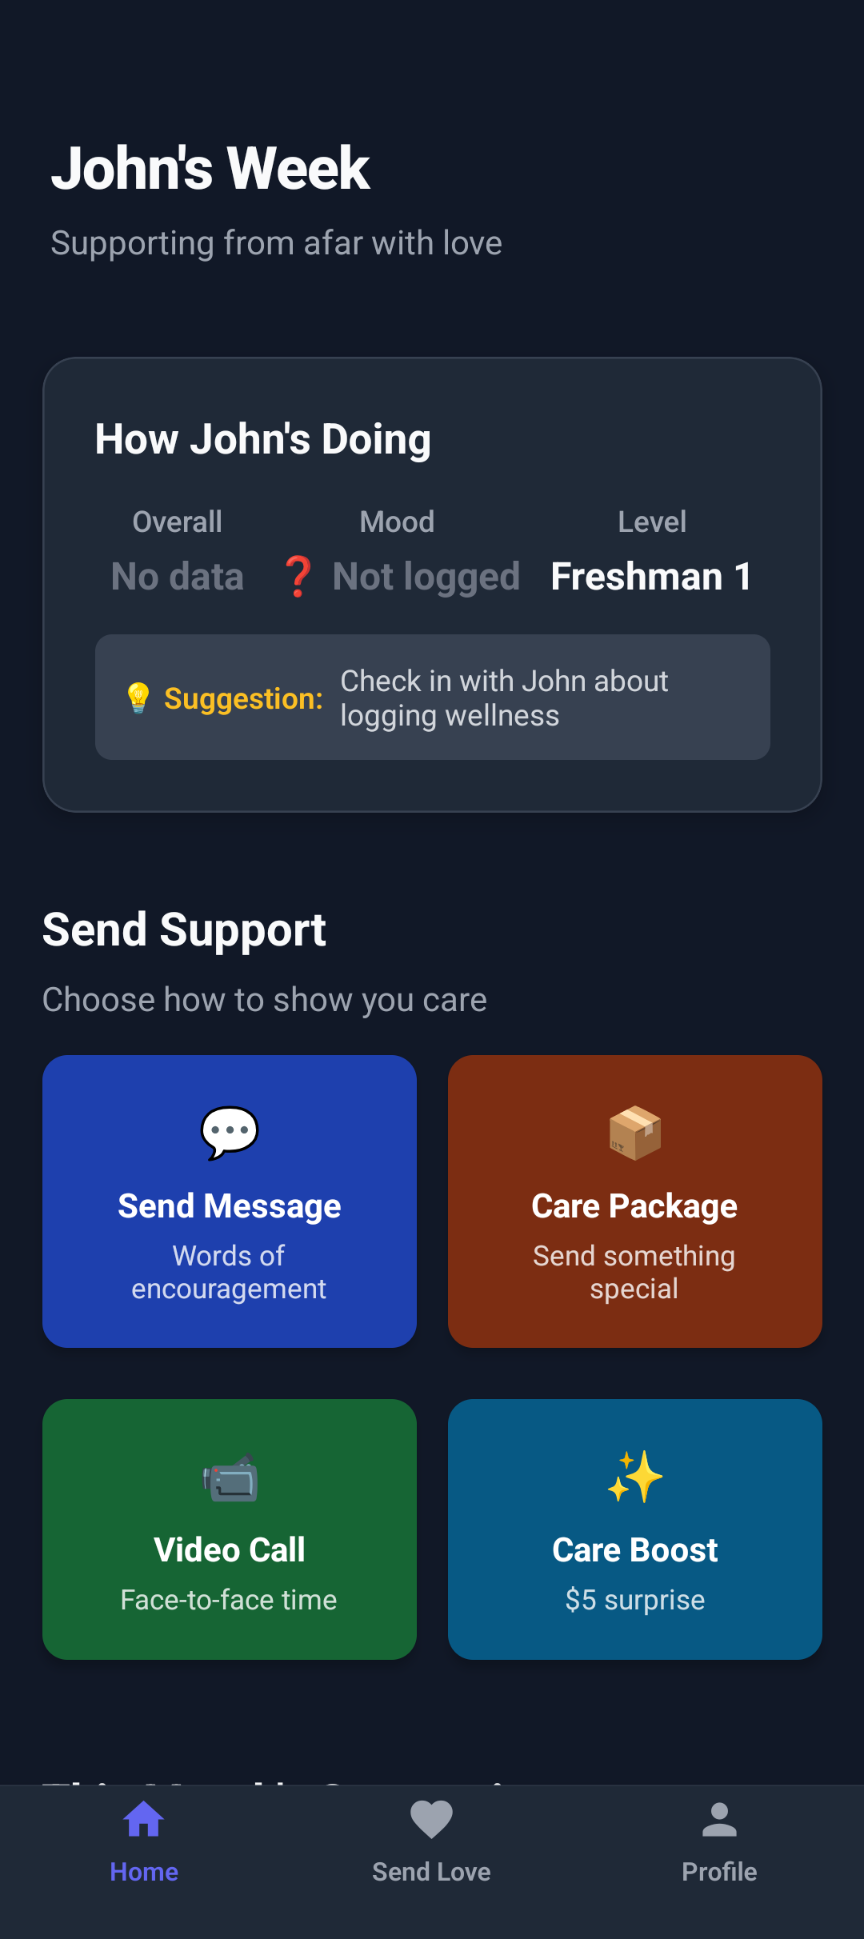 John's Week
Supporting from afar with love
How John's Doing
Overall Mood Level
No data ❓ Not logged Freshman 1
💡 Suggestion: Check in with John about
logging wellness
Send Support
Choose how to show you care
Send Message
Words of
encouragement
Care Package
Send something
special
Video Call
Face-to-face time
Care Boost
$5 surprise
Home Send Love Profile